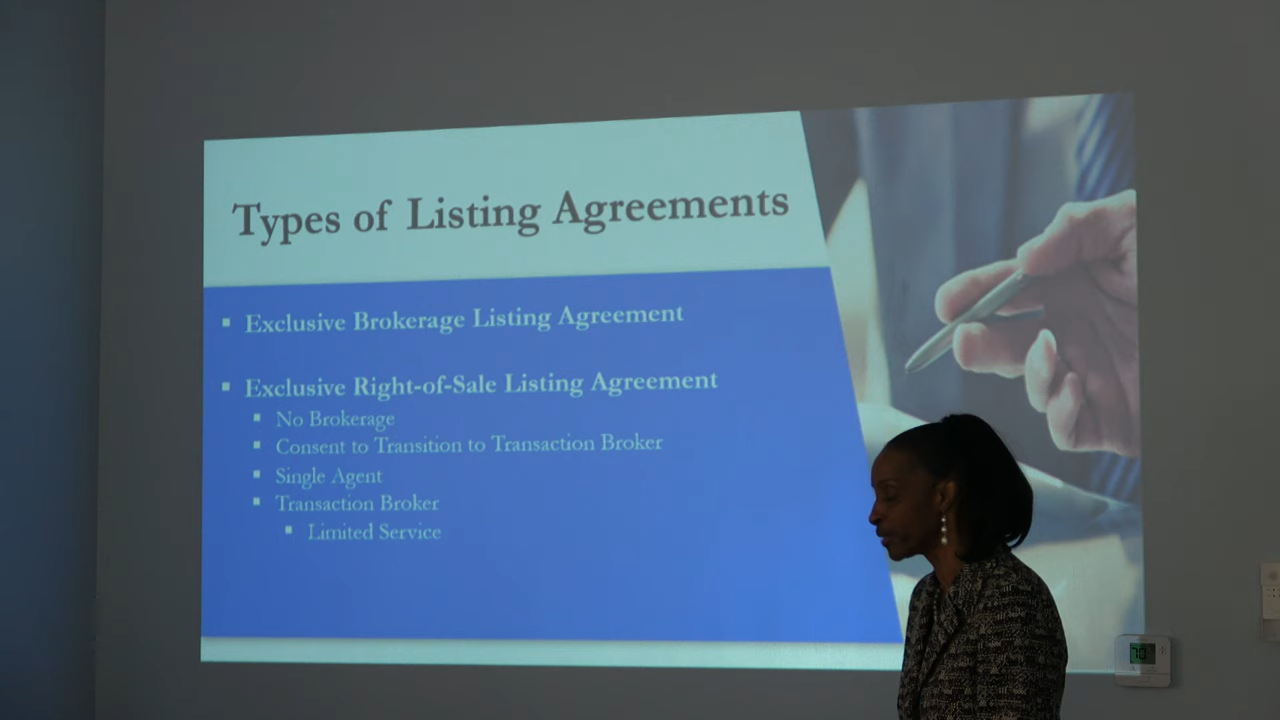 Types of Listing Agreements
Exclusive Brokerage Listing Agreement
Exclusive Right-of-Sale Listing Agreement
No Brokerage
Consent to Transition to Transaction Broker
Single Agent
Transaction Broker
Limited Service
70